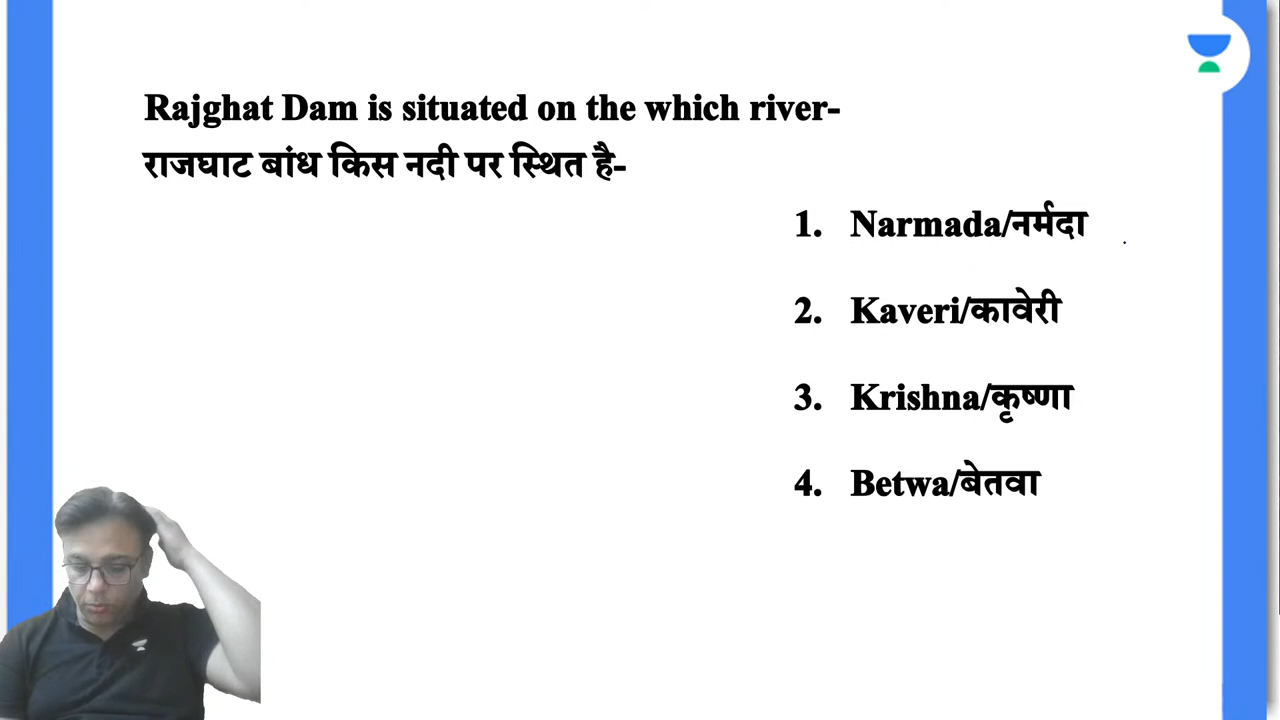 Rajghat Dam is situated on the which river-
राजघाट बांध किस नदी पर स्थित है-
1. Narmada/नर्मदा
2. Kaveri/कावेरी
3. Krishna/कृष्णा
4. Betwa/बेतवा